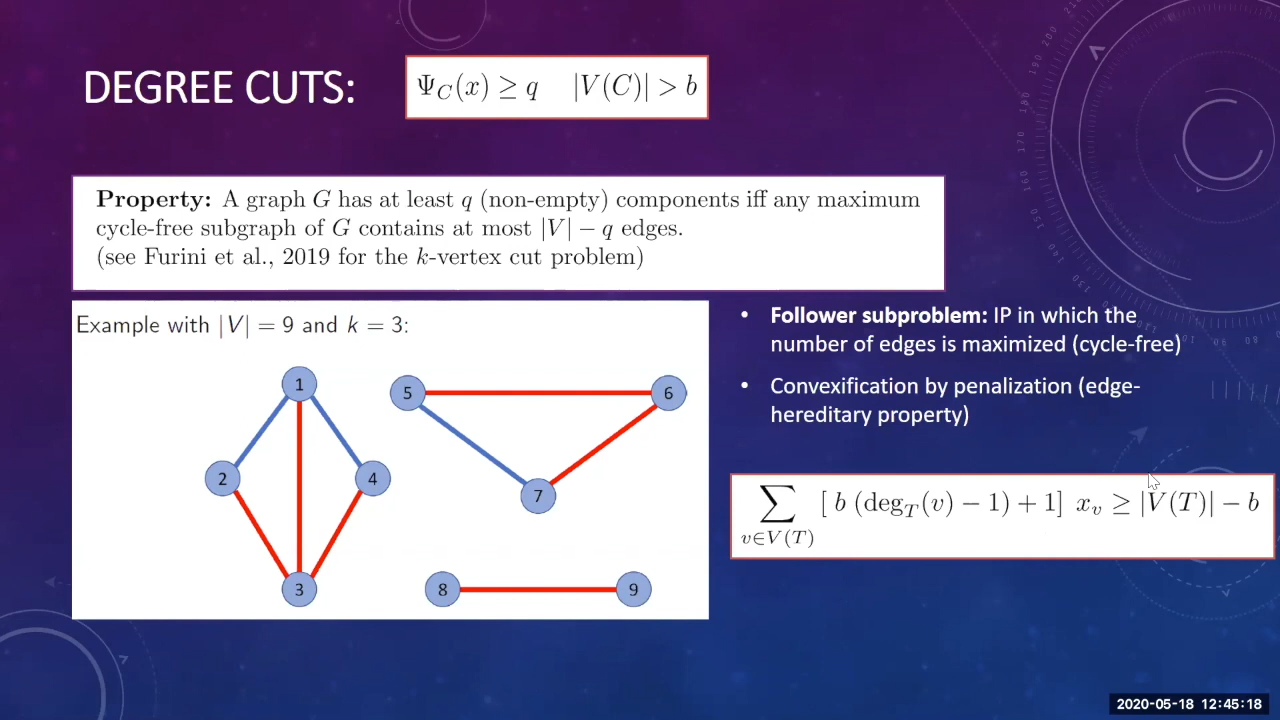 DEGREE CUTS:
Ψ_C(x) ≥ q |V(C)| > b
Property: A graph G has at least q (non-empty) components iff any maximum
cycle-free subgraph of G contains at most |V| − q edges.
(see Furini et al., 2019 for the k-vertex cut problem)
Example with |V| = 9 and k = 3:
1
5
6
2
4
7
3
8
9
• Follower subproblem: IP in which the
number of edges is maximized (cycle-free)
• Convexification by penalization (edge-
hereditary property)
∑_{v∈V(T)} [ b (deg_T(v) − 1) + 1] x_v ≥ |V(T)| − b
2020-05-18 12:45:18